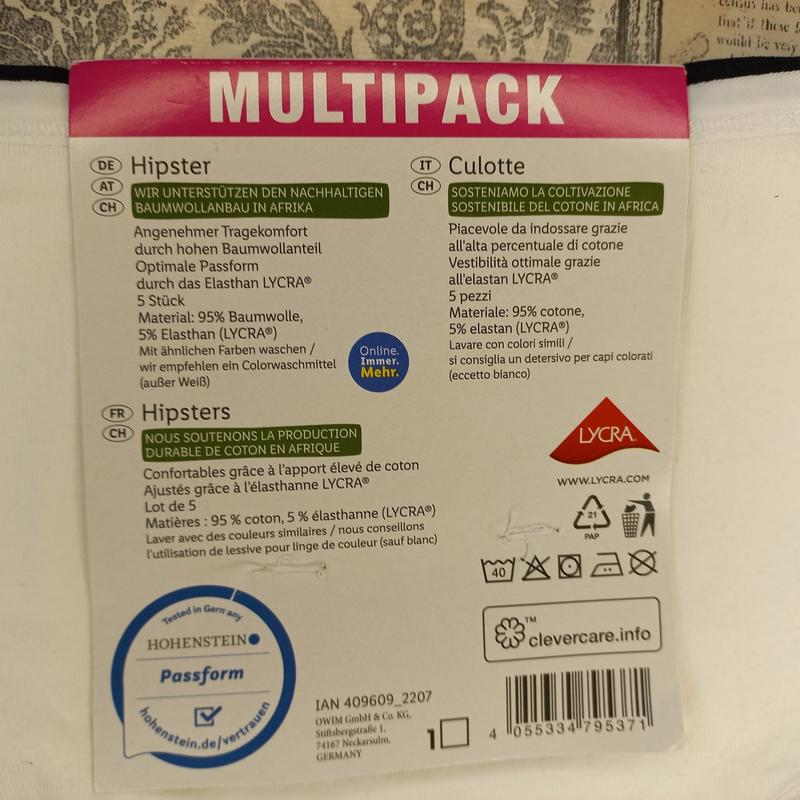 MULTIPACK
DE Hipster
AT
CH
WIR UNTERSTÜTZEN DEN NACHHALTIGEN
BAUMWOLLANBAU IN AFRIKA
Angenehmer Tragekomfort
durch hohen Baumwollanteil
Optimale Passform
durch das Elasthan LYCRA®
5 Stück
Material: 95% Baumwolle,
5% Elasthan (LYCRA®)
Mit ähnlichen Farben waschen /
wir empfehlen ein Colorwaschmittel
(außer Weiß)
Online.
Immer.
Mehr.
IT Culotte
CH
SOSTENIAMO LA COLTIVAZIONE
SOSTENIBILE DEL COTONE IN AFRICA
Piacevole da indossare grazie
all'alta percentuale di cotone
Vestibilità ottimale grazie
all'elastan LYCRA®
5 pezzi
Materiale: 95% cotone,
5% elastan (LYCRA®)
Lavare con colori simili /
si consiglia un detersivo per capi colorati
(eccetto bianco)
FR Hipsters
CH
NOUS SOUTENONS LA PRODUCTION
DURABLE DE COTON EN AFRIQUE
Confortables grâce à l'apport élevé de coton
Ajustés grâce à l'élasthanne LYCRA®
Lot de 5
Matières : 95 % coton, 5 % élasthanne (LYCRA®)
Laver avec des couleurs similaires / nous conseillons
l'utilisation de lessive pour linge de couleur (sauf blanc)
LYCRA®
WWW.LYCRA.COM
21
PAP
40
™
clevercare.info
Tested in Germany
HOHENSTEIN
Passform
hohenstein.de/vertrauen
IAN 409609_2207
OWIM GmbH & Co. KG,
Stiftsbergstraße 1,
74167 Neckarsulm,
GERMANY
1
4 055334 795371
would be very